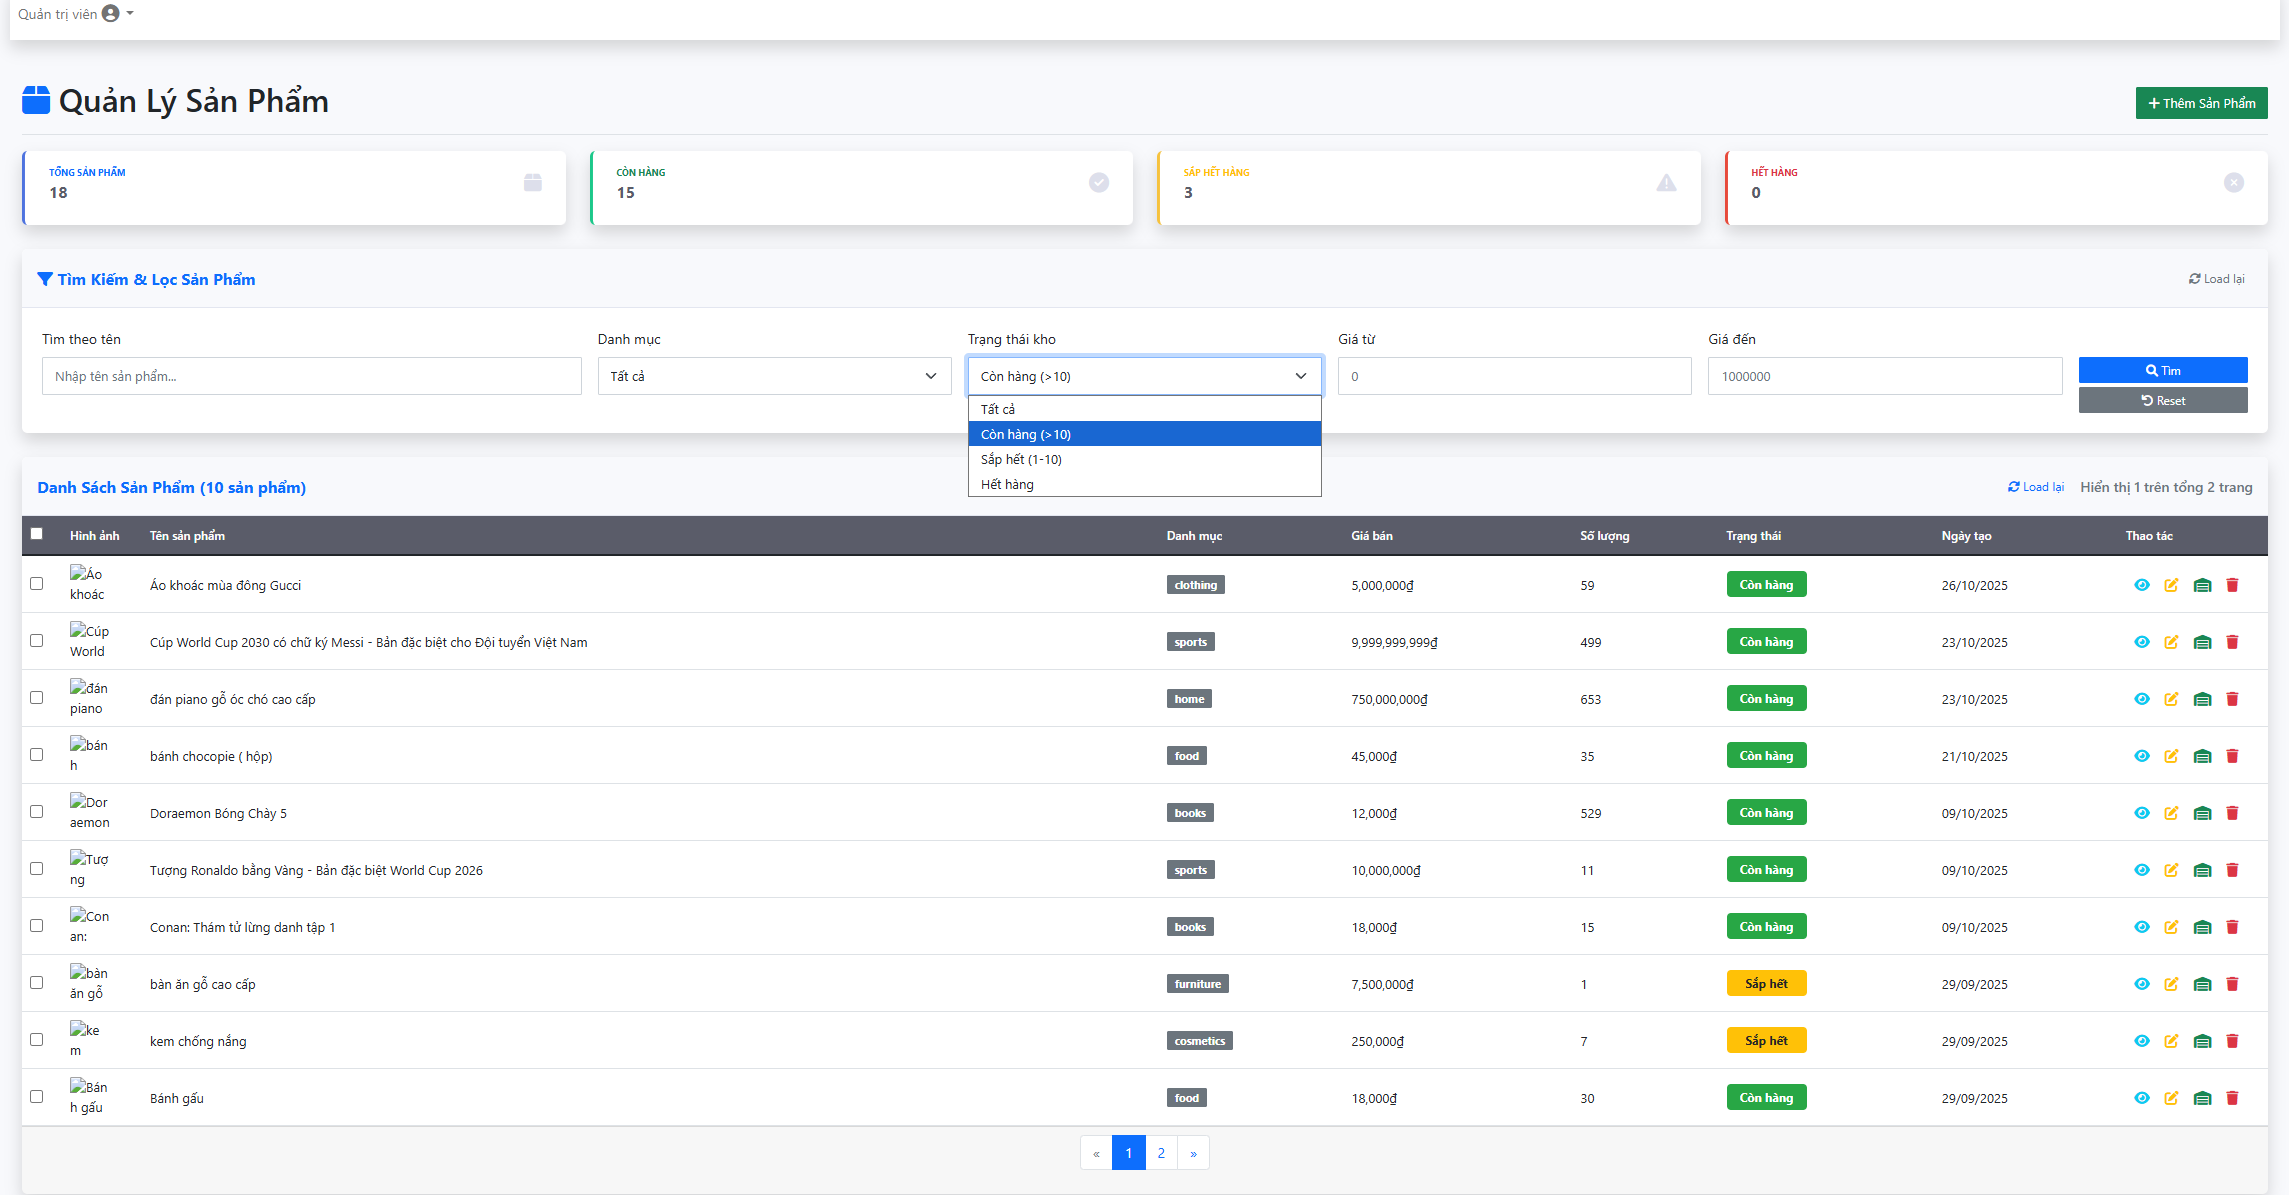 Quản trị viên
Quản Lý Sản Phẩm
Thêm Sản Phẩm
TỔNG SẢN PHẨM
18
CÒN HÀNG
15
SẮP HẾT HÀNG
3
HẾT HÀNG
0
Tìm Kiếm & Lọc Sản Phẩm
Load lại
Tìm theo tên
Danh mục
Trạng thái kho
Giá từ
Giá đến
Nhập tên sản phẩm...
Tất cả
Còn hàng (>10)
0
1000000
Tìm
Reset
Tất cả
Còn hàng (>10)
Sắp hết (1-10)
Hết hàng
Danh Sách Sản Phẩm (10 sản phẩm)
Load lại
Hiển thị 1 trên tổng 2 trang
Hình ảnh Tên sản phẩm Danh mục Giá bán Số lượng Trạng thái Ngày tạo Thao tác
Áo khoác Áo khoác mùa đông Gucci clothing 5,000,000₫ 59 Còn hàng 26/10/2025
Cúp World Cúp World Cup 2030 có chữ ký Messi - Bản đặc biệt cho Đội tuyển Việt Nam sports 9,999,999,999₫ 499 Còn hàng 23/10/2025
đán piano đán piano gỗ óc chó cao cấp home 750,000,000₫ 653 Còn hàng 23/10/2025
bánh bánh chocopie ( hộp) food 45,000₫ 35 Còn hàng 21/10/2025
Doraemon Doraemon Bóng Chày 5 books 12,000₫ 529 Còn hàng 09/10/2025
Tượng Tượng Ronaldo bằng Vàng - Bản đặc biệt World Cup 2026 sports 10,000,000₫ 11 Còn hàng 09/10/2025
Conan: Conan: Thám tử lừng danh tập 1 books 18,000₫ 15 Còn hàng 09/10/2025
bàn ăn gỗ bàn ăn gỗ cao cấp furniture 7,500,000₫ 1 Sắp hết 29/09/2025
kem kem chống nắng cosmetics 250,000₫ 7 Sắp hết 29/09/2025
Bánh gấu Bánh gấu food 18,000₫ 30 Còn hàng 29/09/2025
« 1 2 »